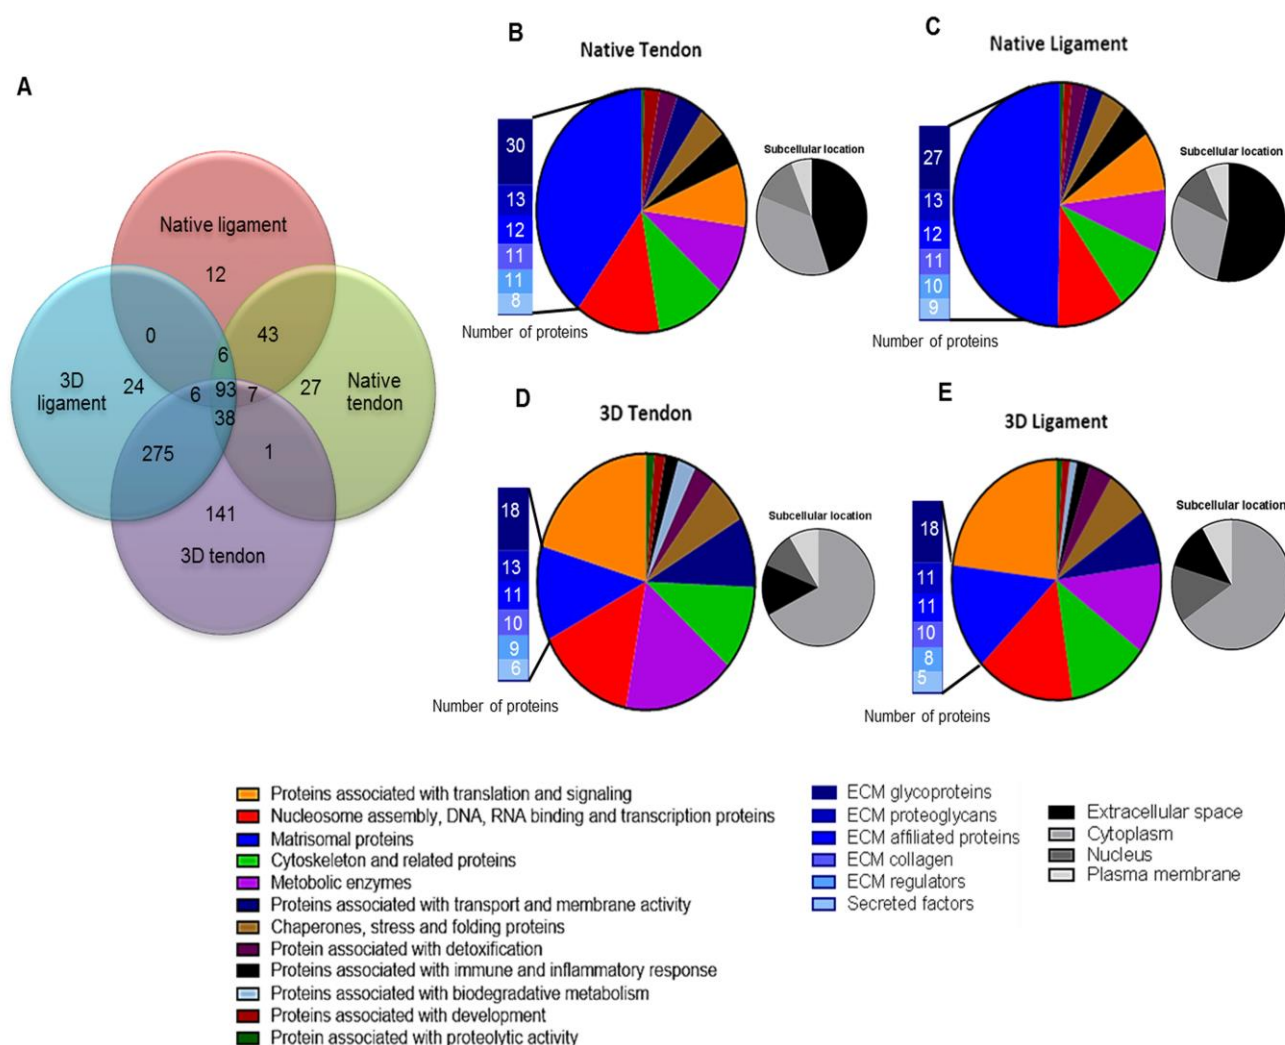 A
Native ligament
12
0
43
6
3D
ligament
24
6
93
7
27
Native
tendon
38
275
1
141
3D tendon
B
Native Tendon
30
13
12
11
11
8
Number of proteins
Subcellular location
C
Native Ligament
27
13
12
11
10
9
Number of proteins
Subcellular location
D
3D Tendon
18
13
11
10
9
6
Number of proteins
Subcellular location
E
3D Ligament
18
11
11
10
8
5
Number of proteins
Subcellular location
Proteins associated with translation and signaling
Nucleosome assembly, DNA, RNA binding and transcription proteins
Matrisomal proteins
Cytoskeleton and related proteins
Metobolic enzymes
Proteins associated with transport and membrane activity
Chaperones, stress and folding proteins
Protein associated with detoxification
Proteins associated with immune and inflammatory response
Proteins associated with biodegradative metabolism
Proteins associated with development
Protein associated with proteolytic activity
ECM glycoproteins
ECM proteoglycans
ECM affiliated proteins
ECM collagen
ECM regulators
Secreted factors
Extracellular space
Cytoplasm
Nucleus
Plasma membrane